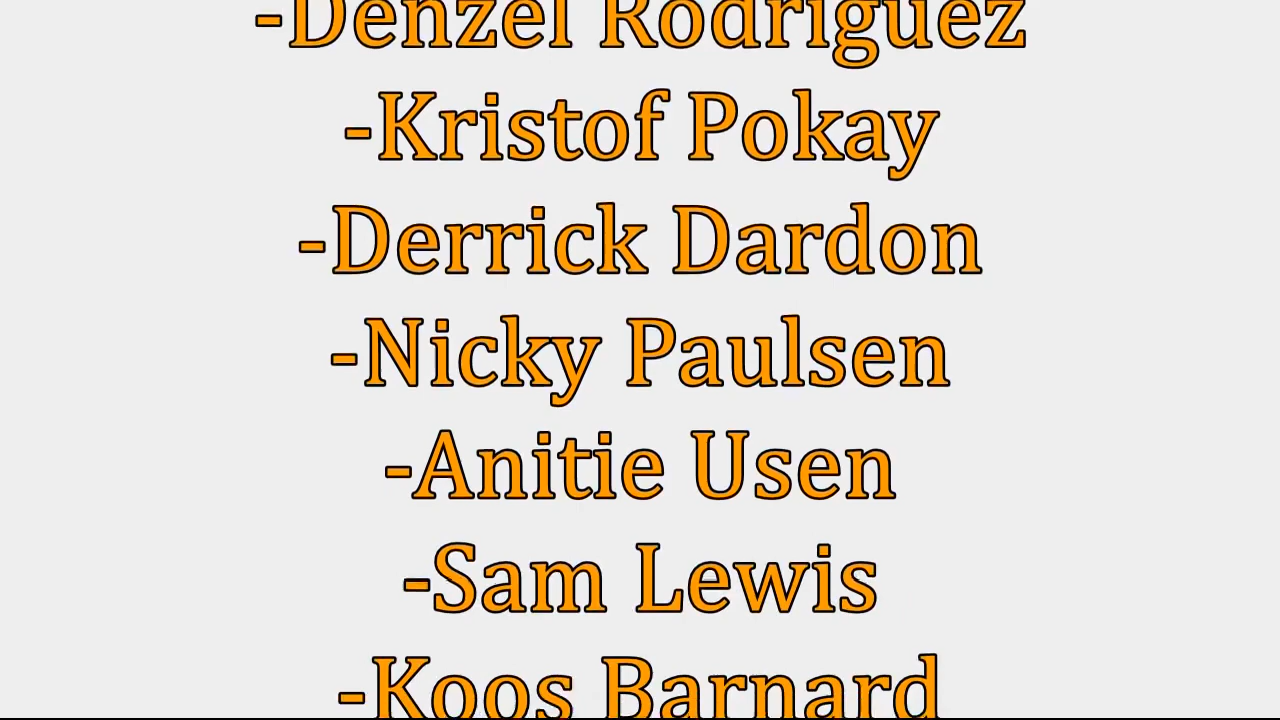 -Denzel Rodriguez
-Kristof Pokay
-Derrick Dardon
-Nicky Paulsen
-Anitie Usen
-Sam Lewis
-Koos Barnard